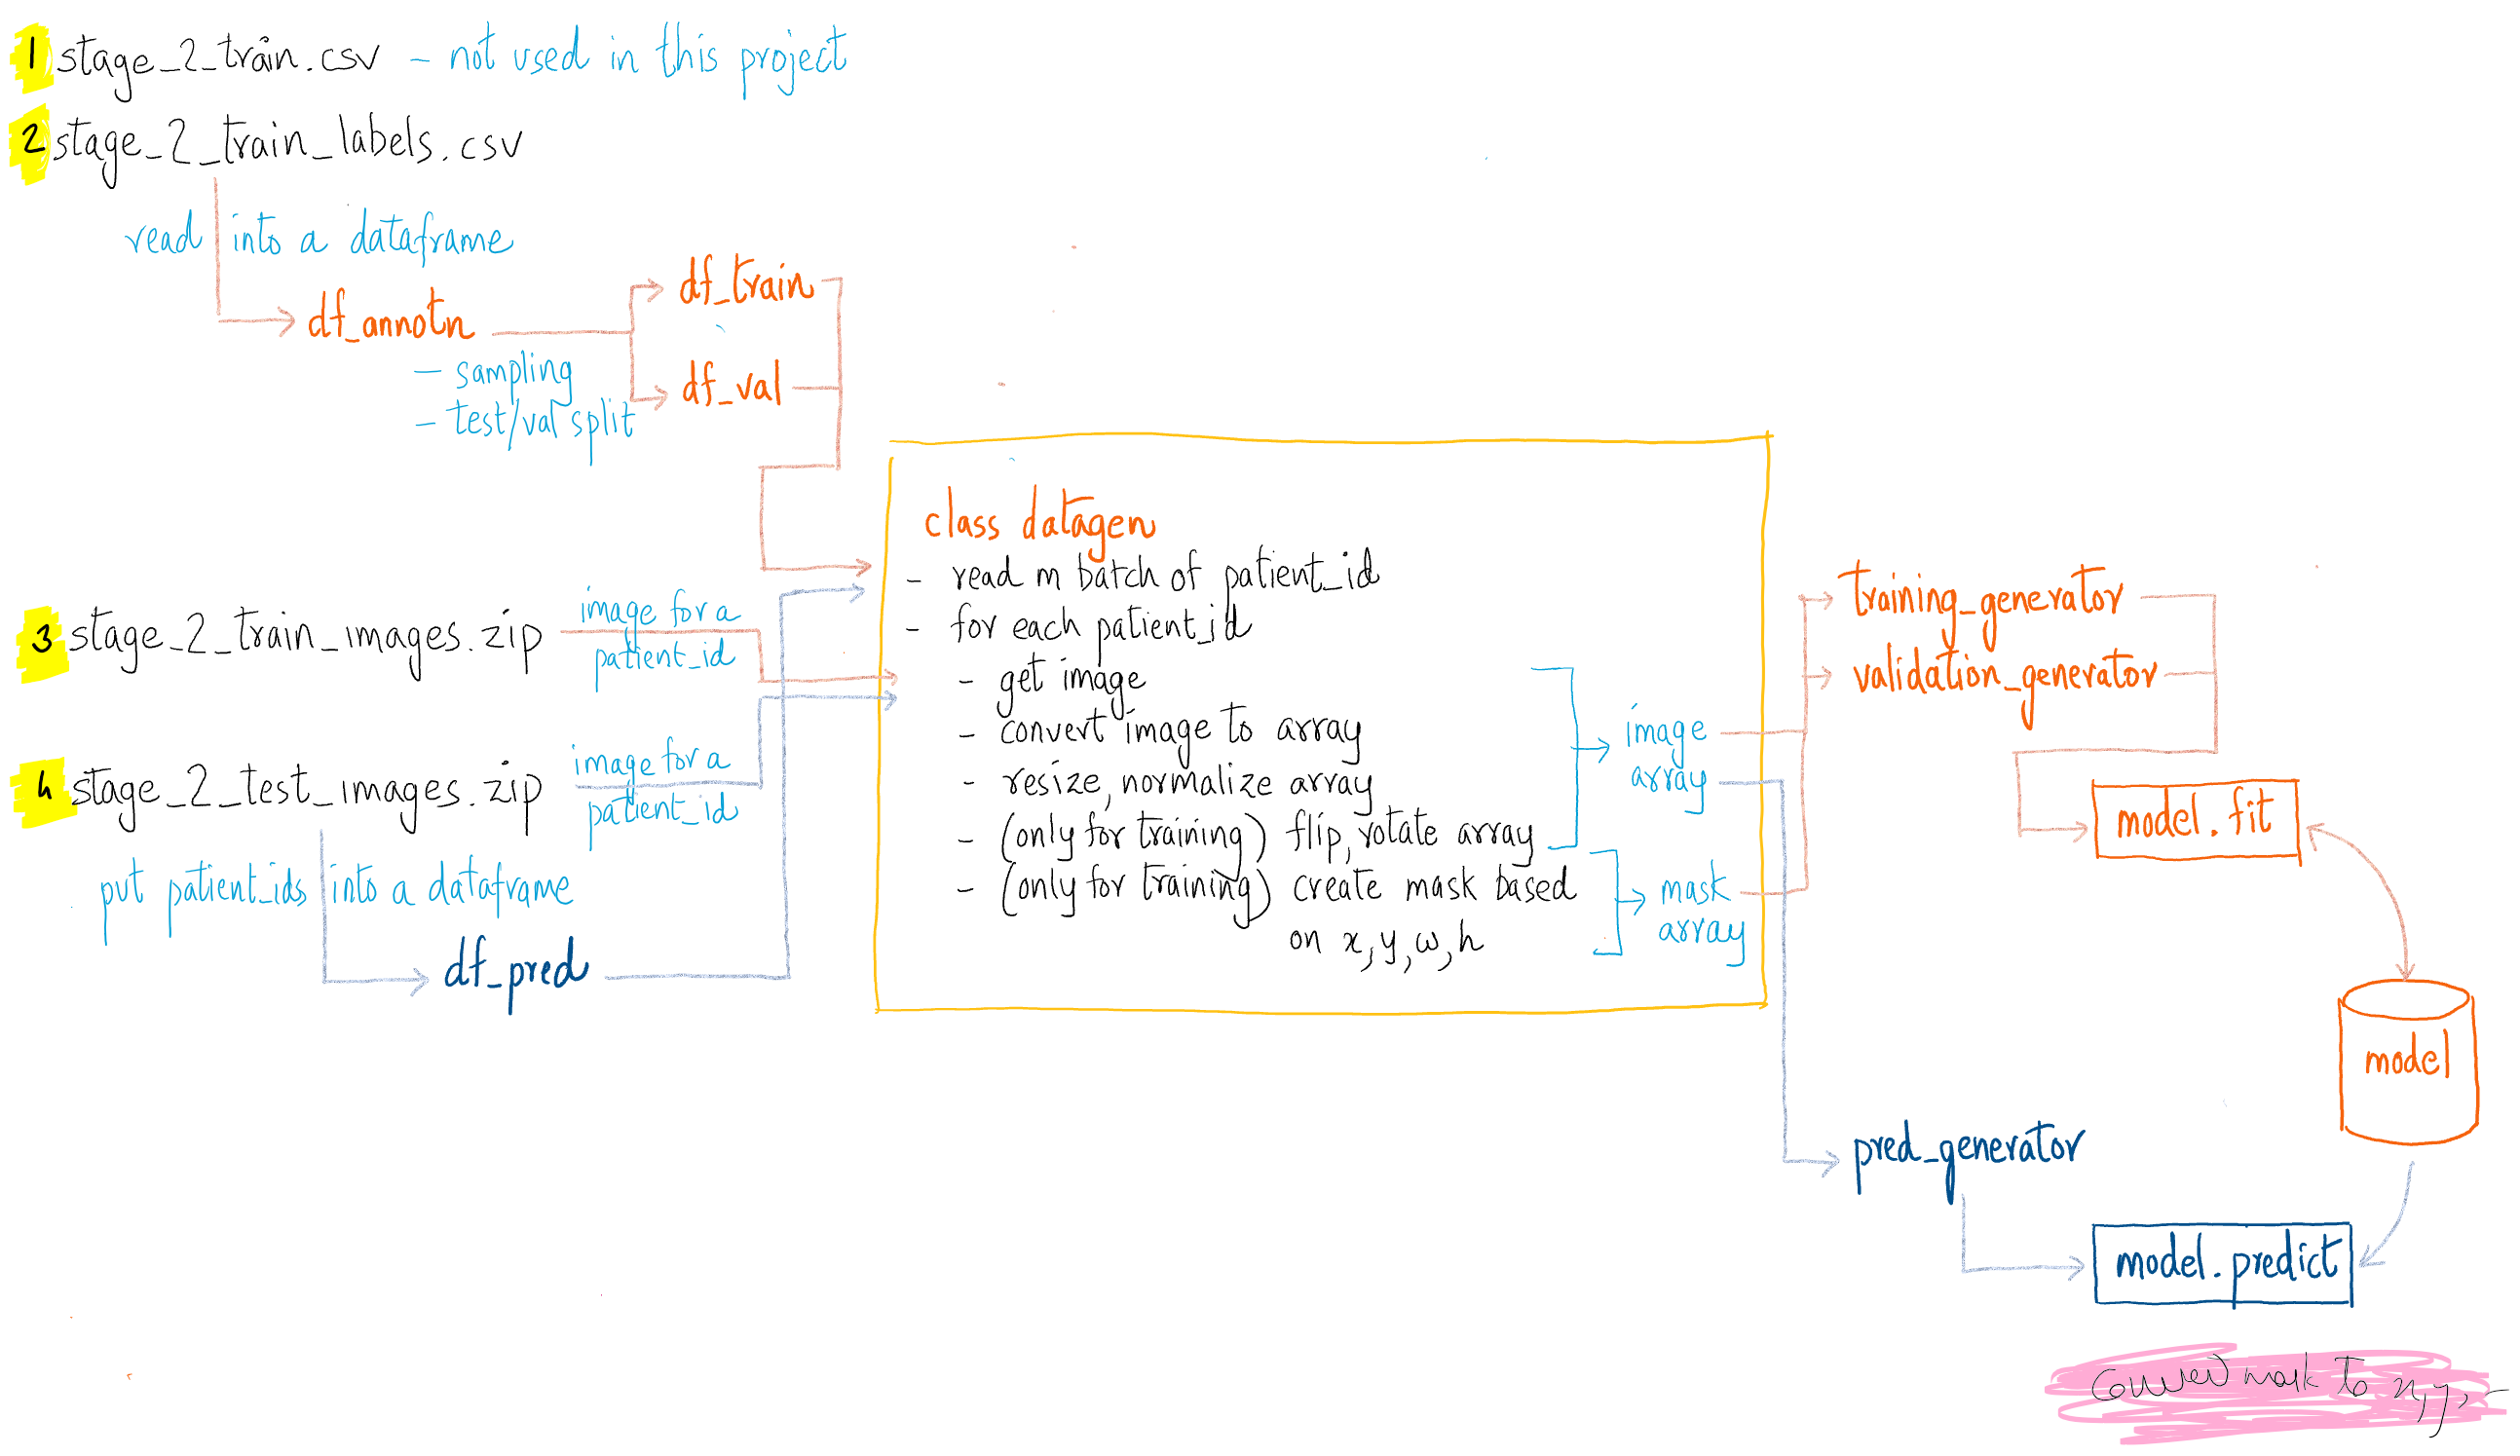 1 stage_2_train.csv - not used in this project
2 stage_2_train_labels.csv
read into a dataframe
df_annotn
- sampling
- test/val split
df_train
df_val
3 stage_2_train_images.zip
image for a
patient_id
4 stage_2_test_images.zip
image for a
patient_id
put patient_ids into a dataframe
df_pred
class datagen
- read m batch of patient_id
- for each patient_id
- get image
- convert image to array
- resize, normalize array
- (only for training) flip, rotate array
- (only for training) create mask based
on x, y, w, h
image
array
mask
array
training_generator
validation_generator
model.fit
model
pred_generator
model.predict
mask to x, y, -